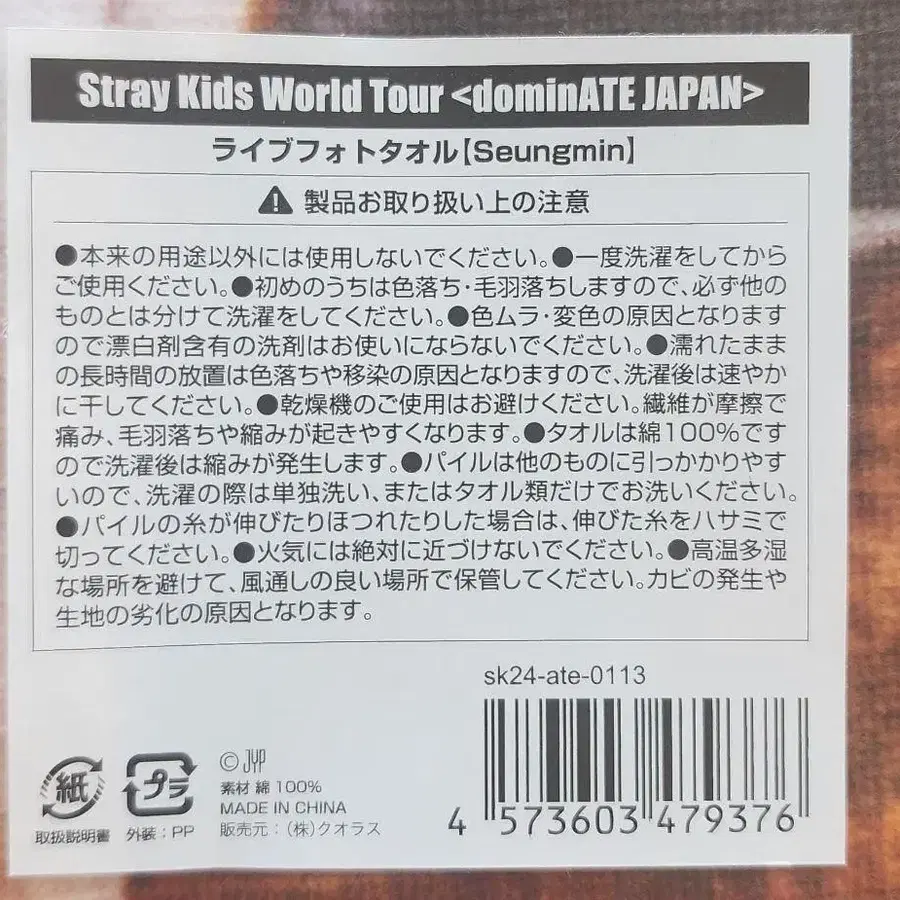 Stray Kids World Tour <dominATE JAPAN>
ライブフォトタオル【Seungmin】
製品お取り扱い上の注意
●本来の用途以外には使用しないでください。●一度洗濯をしてから
ご使用ください。●初めのうちは色落ち・毛羽落ちしますので、必ず他の
ものとは分けて洗濯をしてください。●色ムラ・変色の原因となります
ので漂白剤含有の洗剤はお使いにならないでください。●濡れたまま
の長時間の放置は色落ちや移染の原因となりますので、洗濯後は速やか
に干してください。●乾燥機のご使用はお避けください。繊維が摩擦で
痛み、毛羽落ちや縮みが起きやすくなります。●タオルは綿100%です
ので洗濯後は縮みが発生します。●パイルは他のものに引っかかりやす
いので、洗濯の際は単独洗い、またはタオル類だけでお洗いください。
●パイルの糸が伸びたりほつれたりした場合は、伸びた糸をハサミで
切ってください。●火気には絶対に近づけないでください。●高温多湿
な場所を避けて、風通しの良い場所で保管してください。カビの発生や
生地の劣化の原因となります。
sk24-ate-0113
4 573603 479376
紙
取扱説明書
プラ
外装：PP
© JYP
素材 綿 100%
MADE IN CHINA
販売元：（株）クオラス